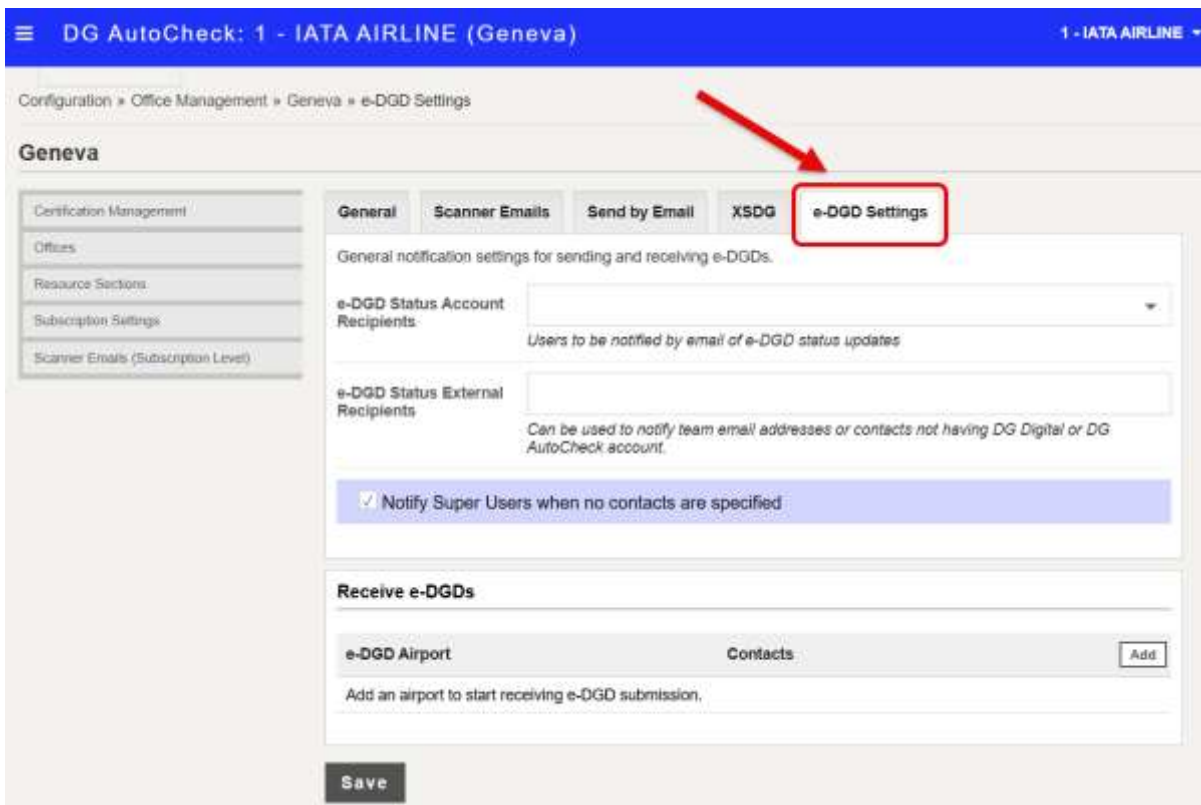 DG AutoCheck: 1 - IATA AIRLINE (Geneva)
1 - IATA AIRLINE
Configuration » Office Management » Geneva » e-DGD Settings
Geneva
Certification Management
Offices
Resource Sections
Subscription Settings
Scanner Emails (Subscription Level)
General
Scanner Emails
Send by Email
XSDG
e-DGD Settings
General notification settings for sending and receiving e-DGDs.
e-DGD Status Account
Recipients
Users to be notified by email of e-DGD status updates
e-DGD Status External
Recipients
Can be used to notify team email addresses or contacts not having DG Digital or DG
AutoCheck account.
Notify Super Users when no contacts are specified
Receive e-DGDs
e-DGD Airport
Contacts
Add
Add an airport to start receiving e-DGD submission.
Save